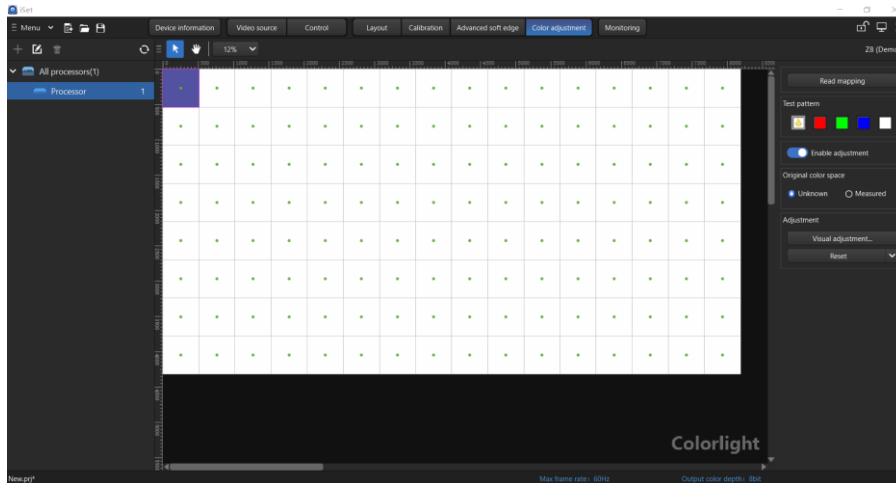 iSet
Menu
Device information Video source Control Layout Calibration Advanced soft edge Color adjustment Monitoring
12%
Z8 (Demo
All processors(1)
Processor 1
Read mapping
Test pattern
Enable adjustment
Original color space
Unknown Measured
Adjustment
Visual adjustment...
Reset
Colorlight
New.prj*
Max frame rate: 60Hz
Output color depth: 8bit